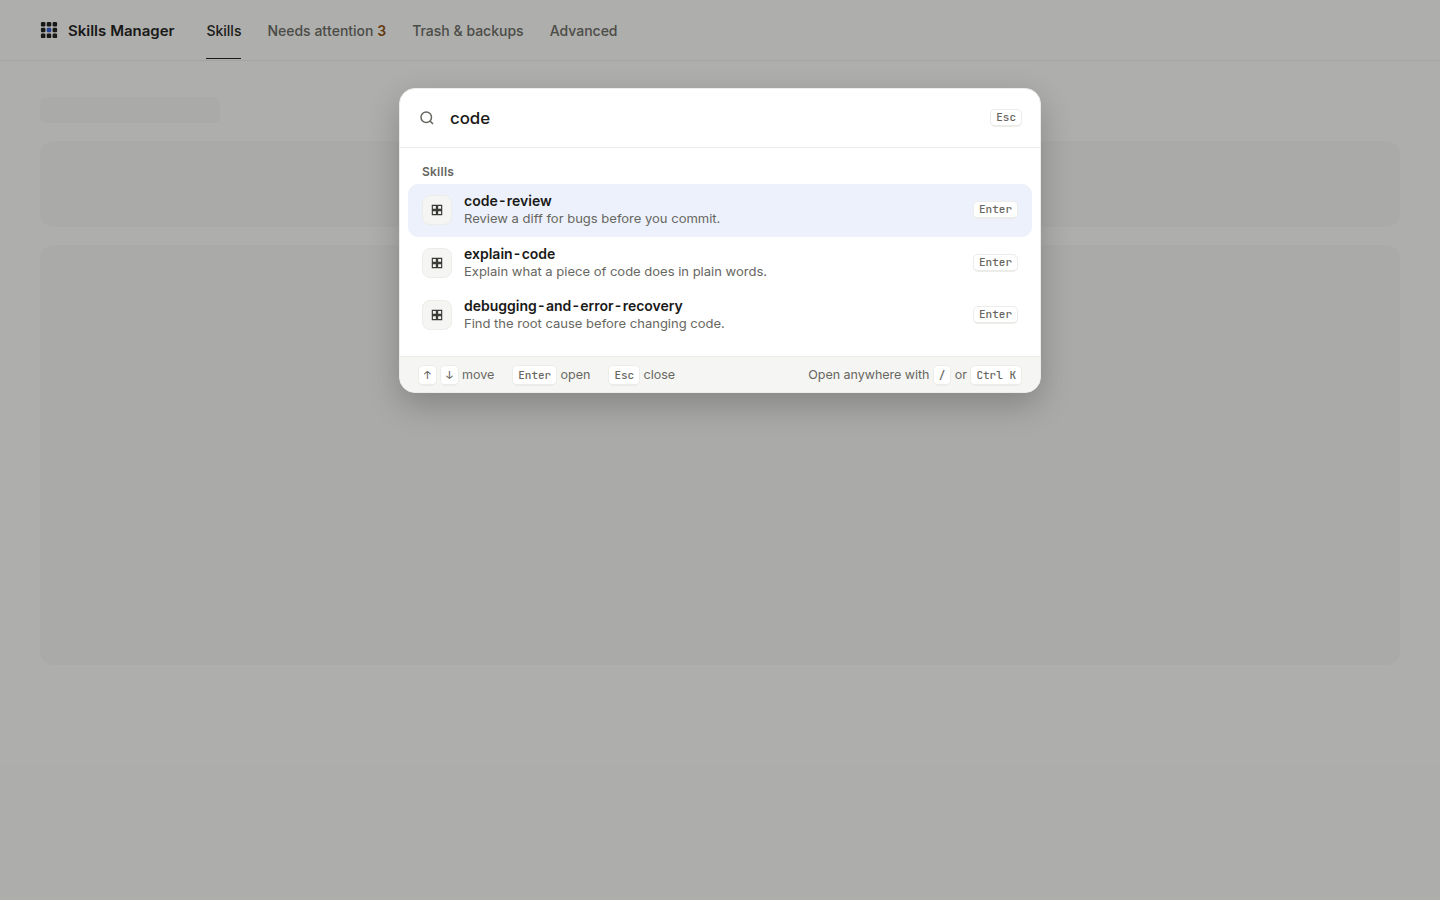 Skills Manager Skills Needs attention 3 Trash & backups Advanced
code Esc
Skills
code-review
Review a diff for bugs before you commit. Enter
explain-code
Explain what a piece of code does in plain words. Enter
debugging-and-error-recovery
Find the root cause before changing code. Enter
↑ ↓ move Enter open Esc close Open anywhere with / or Ctrl K